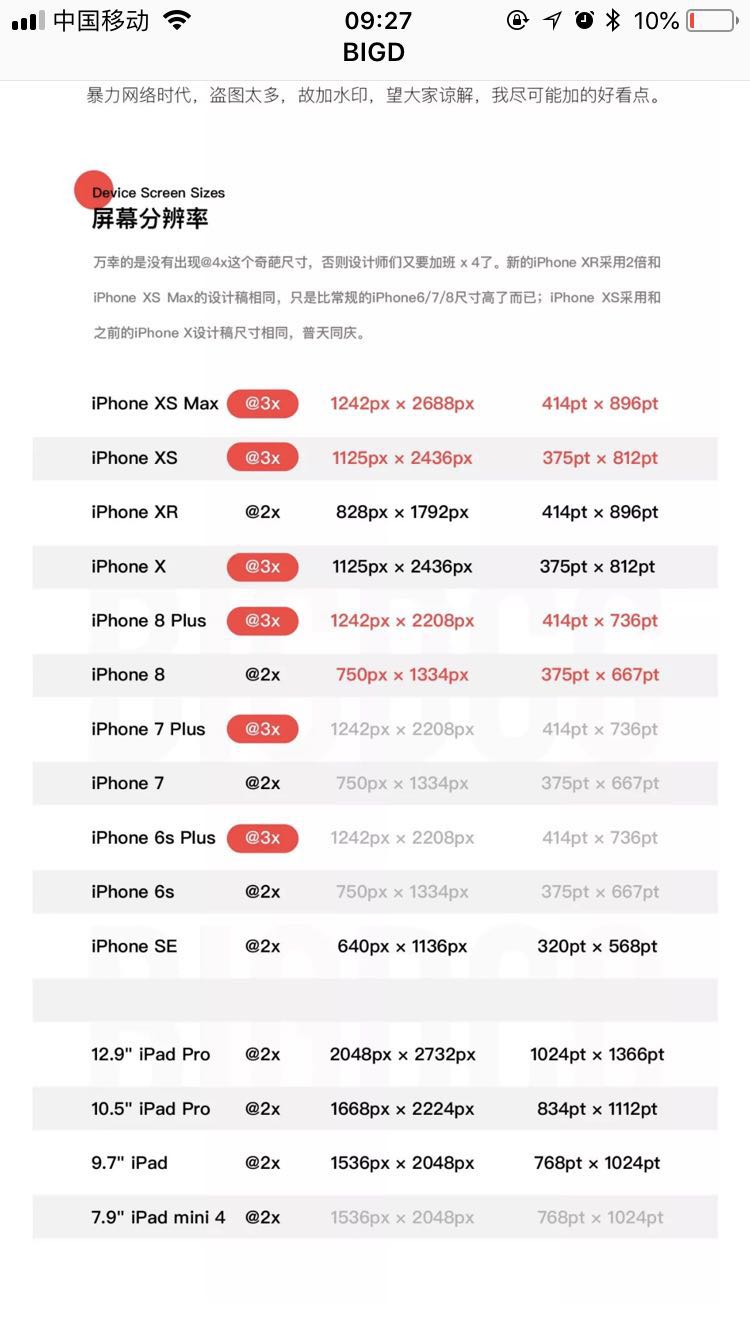 中国移动 09:27 10%
BIGD
暴力网络时代，盗图太多，故加水印，望大家谅解，我尽可能加的好看点。
Device Screen Sizes
屏幕分辨率
万幸的是没有出现@4x这个奇葩尺寸，否则设计师们又要加班 x 4了。新的iPhone XR采用2倍和
iPhone XS Max的设计稿相同，只是比常规的iPhone6/7/8尺寸高了而已；iPhone XS采用和
之前的iPhone X设计稿尺寸相同，普天同庆。
iPhone XS Max @3x 1242px × 2688px 414pt × 896pt
iPhone XS @3x 1125px × 2436px 375pt × 812pt
iPhone XR @2x 828px × 1792px 414pt × 896pt
iPhone X @3x 1125px × 2436px 375pt × 812pt
iPhone 8 Plus @3x 1242px × 2208px 414pt × 736pt
iPhone 8 @2x 750px × 1334px 375pt × 667pt
iPhone 7 Plus @3x 1242px × 2208px 414pt × 736pt
iPhone 7 @2x 750px × 1334px 375pt × 667pt
iPhone 6s Plus @3x 1242px × 2208px 414pt × 736pt
iPhone 6s @2x 750px × 1334px 375pt × 667pt
iPhone SE @2x 640px × 1136px 320pt × 568pt
12.9" iPad Pro @2x 2048px × 2732px 1024pt × 1366pt
10.5" iPad Pro @2x 1668px × 2224px 834pt × 1112pt
9.7" iPad @2x 1536px × 2048px 768pt × 1024pt
7.9" iPad mini 4 @2x 1536px × 2048px 768pt × 1024pt